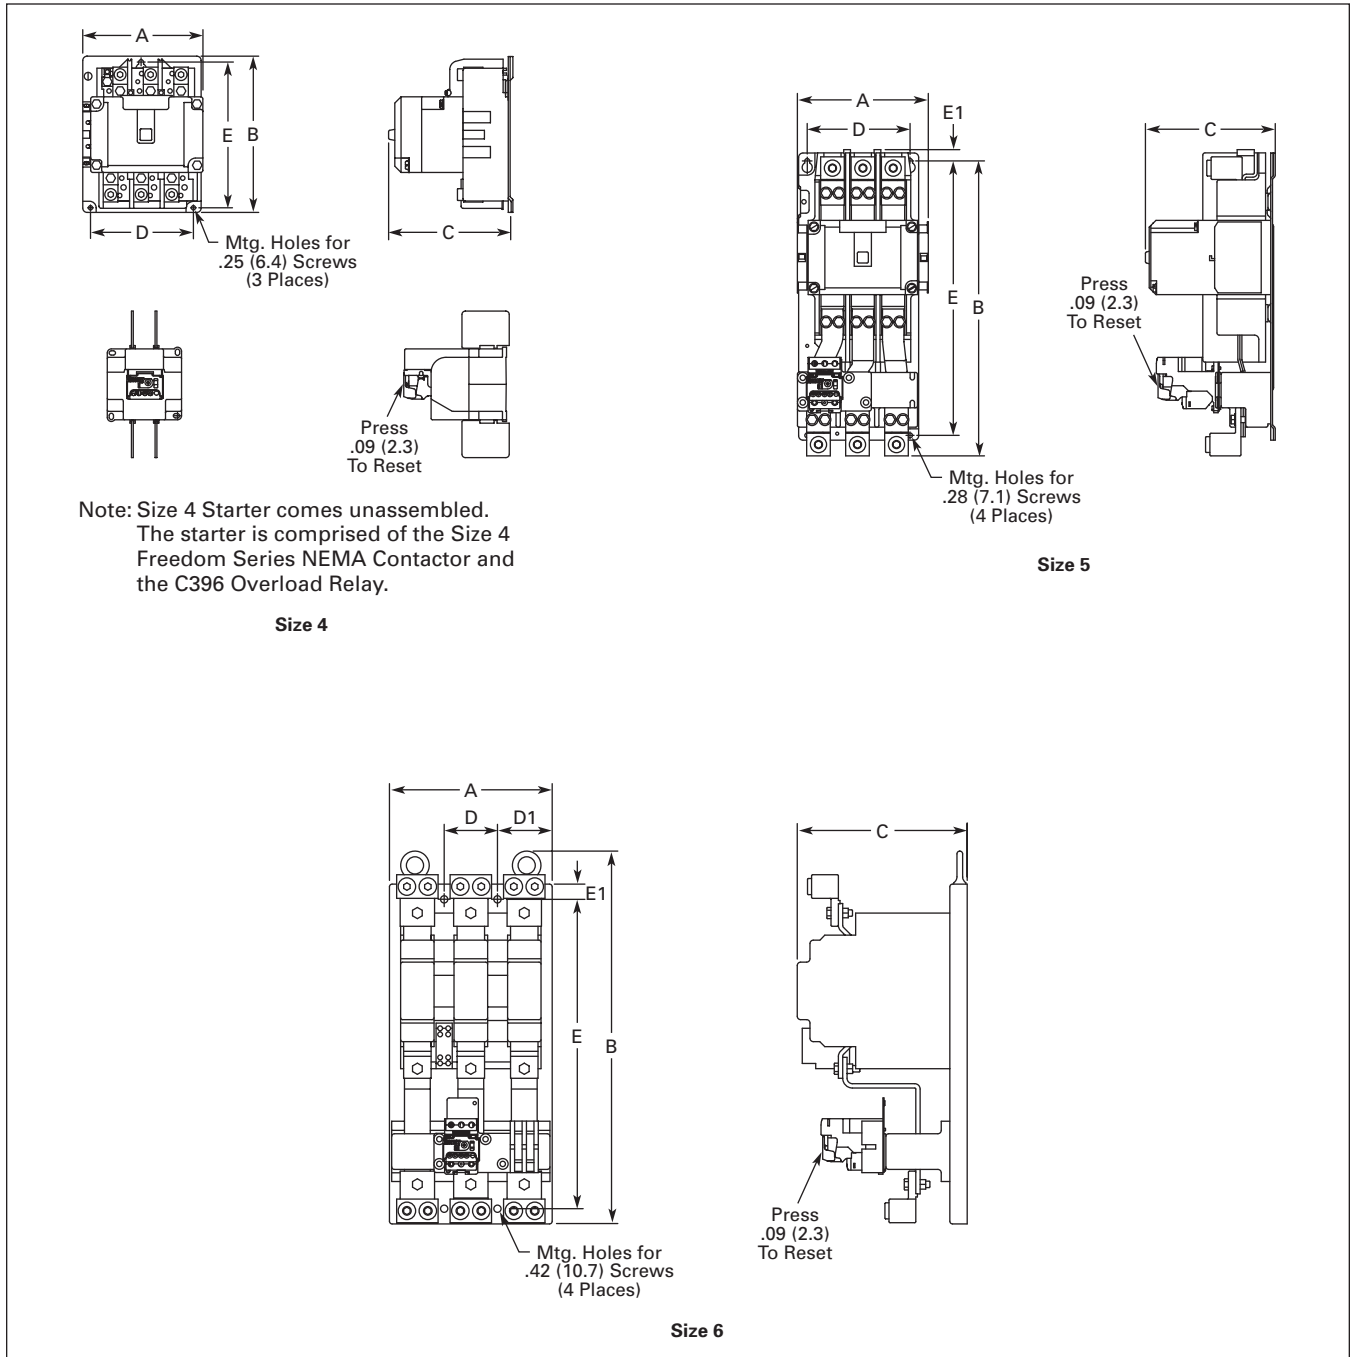 A
E
B
C
D
Mtg. Holes for
.25 (6.4) Screws
(3 Places)
Press
.09 (2.3)
To Reset
Note: Size 4 Starter comes unassembled.
The starter is comprised of the Size 4
Freedom Series NEMA Contactor and
the C396 Overload Relay.
Size 4
A
E1
D
C
E
B
Press
.09 (2.3)
To Reset
Mtg. Holes for
.28 (7.1) Screws
(4 Places)
Size 5
A
D
D1
E1
E
B
C
Mtg. Holes for
.42 (10.7) Screws
(4 Places)
Press
.09 (2.3)
To Reset
Size 6